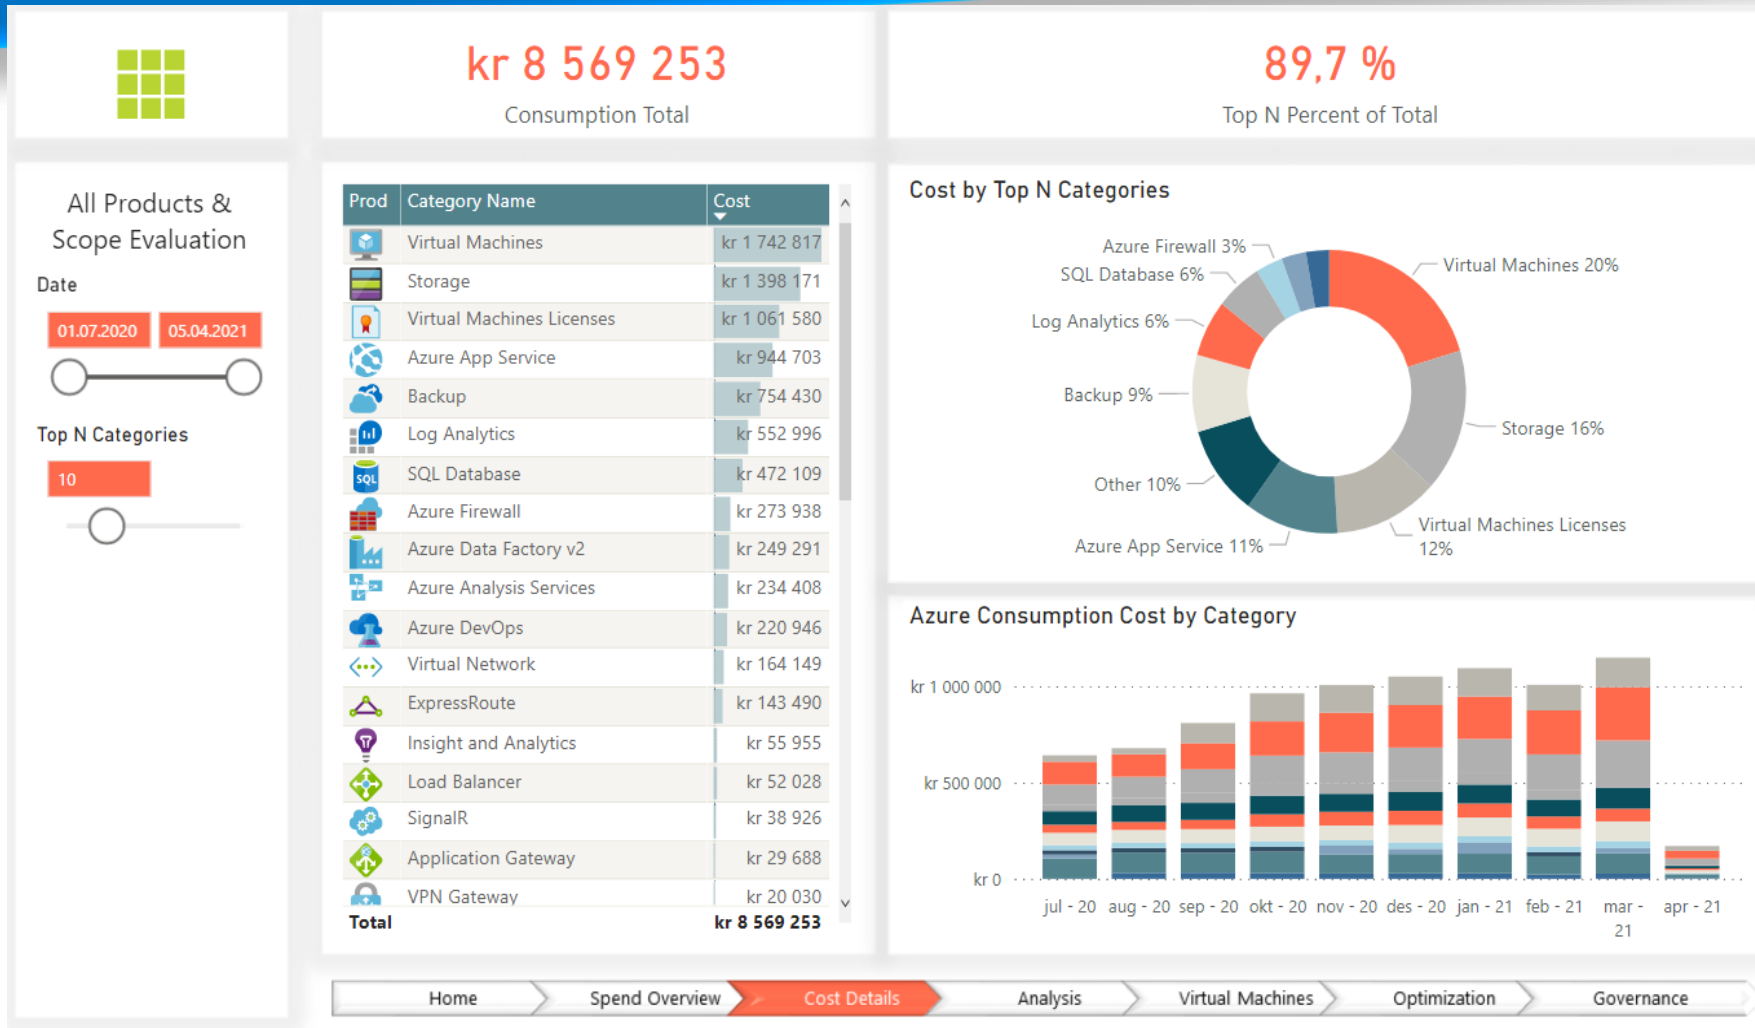 kr 8 569 253
Consumption Total
89,7 %
Top N Percent of Total
All Products &
Scope Evaluation
Date
01.07.2020 05.04.2021
Top N Categories
10
Prod Category Name Cost
Virtual Machines kr 1 742 817
Storage kr 1 398 171
Virtual Machines Licenses kr 1 061 580
Azure App Service kr 944 703
Backup kr 754 430
Log Analytics kr 552 996
SQL SQL Database kr 472 109
Azure Firewall kr 273 938
Azure Data Factory v2 kr 249 291
Azure Analysis Services kr 234 408
Azure DevOps kr 220 946
Virtual Network kr 164 149
ExpressRoute kr 143 490
Insight and Analytics kr 55 955
Load Balancer kr 52 028
SignalR kr 38 926
Application Gateway kr 29 688
VPN Gateway kr 20 030
Total kr 8 569 253
Cost by Top N Categories
Azure Firewall 3%
SQL Database 6%
Log Analytics 6%
Backup 9%
Other 10%
Azure App Service 11%
Virtual Machines 20%
Storage 16%
Virtual Machines Licenses
12%
Azure Consumption Cost by Category
kr 1 000 000
kr 500 000
kr 0
jul - 20 aug - 20 sep - 20 okt - 20 nov - 20 des - 20 jan - 21 feb - 21 mar - apr - 21
21
Home Spend Overview Cost Details Analysis Virtual Machines Optimization Governance